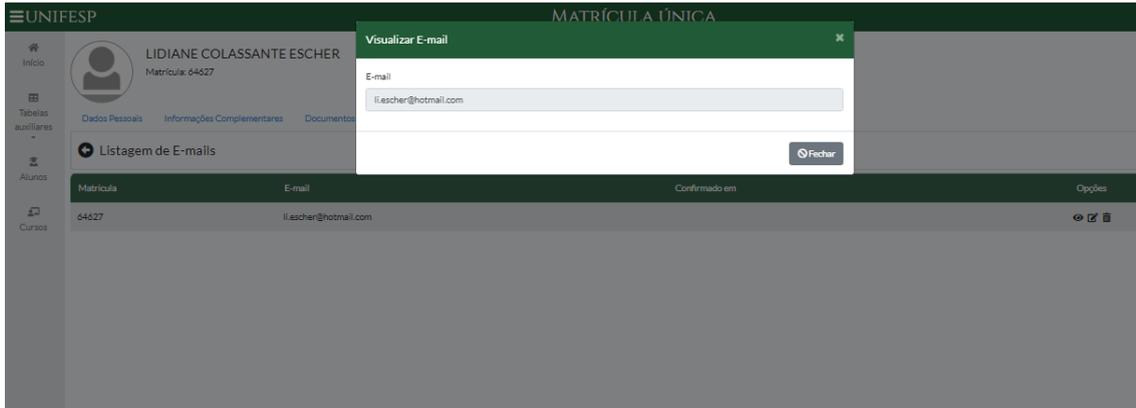 UNIFESP
MATRÍCULA ÚNICA
Início
Tabelas
auxiliares
Alunos
Cursos
LIDIANE COLASSANTE ESCHER
Matrícula: 64627
Dados Pessoais Informações Complementares Documentos
Visualizar E-mail ×
E-mail
li.escher@hotmail.com
Fechar
Listagem de E-mails
Matrícula E-mail Confirmado em Opções
64627 li.escher@hotmail.com